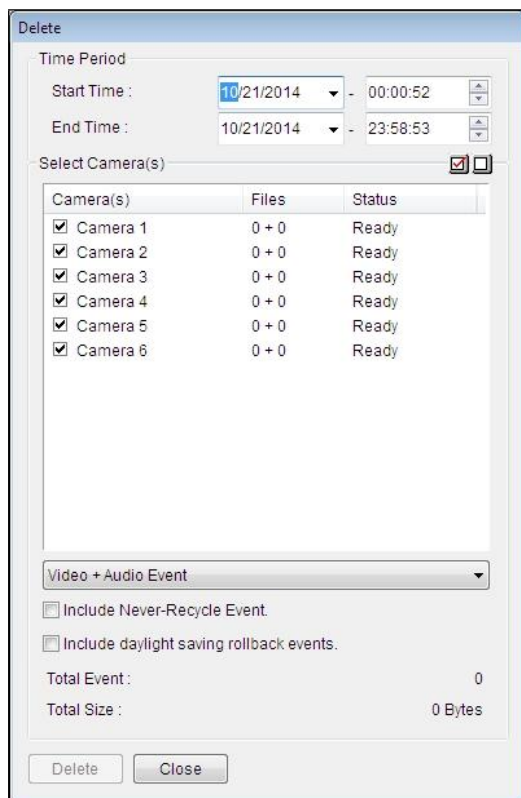 Delete
Time Period
Start Time : 10/21/2014 - 00:00:52
End Time : 10/21/2014 - 23:58:53
Select Camera(s)
Camera(s) Files Status
Camera 1 0 + 0 Ready
Camera 2 0 + 0 Ready
Camera 3 0 + 0 Ready
Camera 4 0 + 0 Ready
Camera 5 0 + 0 Ready
Camera 6 0 + 0 Ready
Video + Audio Event
Include Never-Recycle Event.
Include daylight saving rollback events.
Total Event : 0
Total Size : 0 Bytes
Delete Close